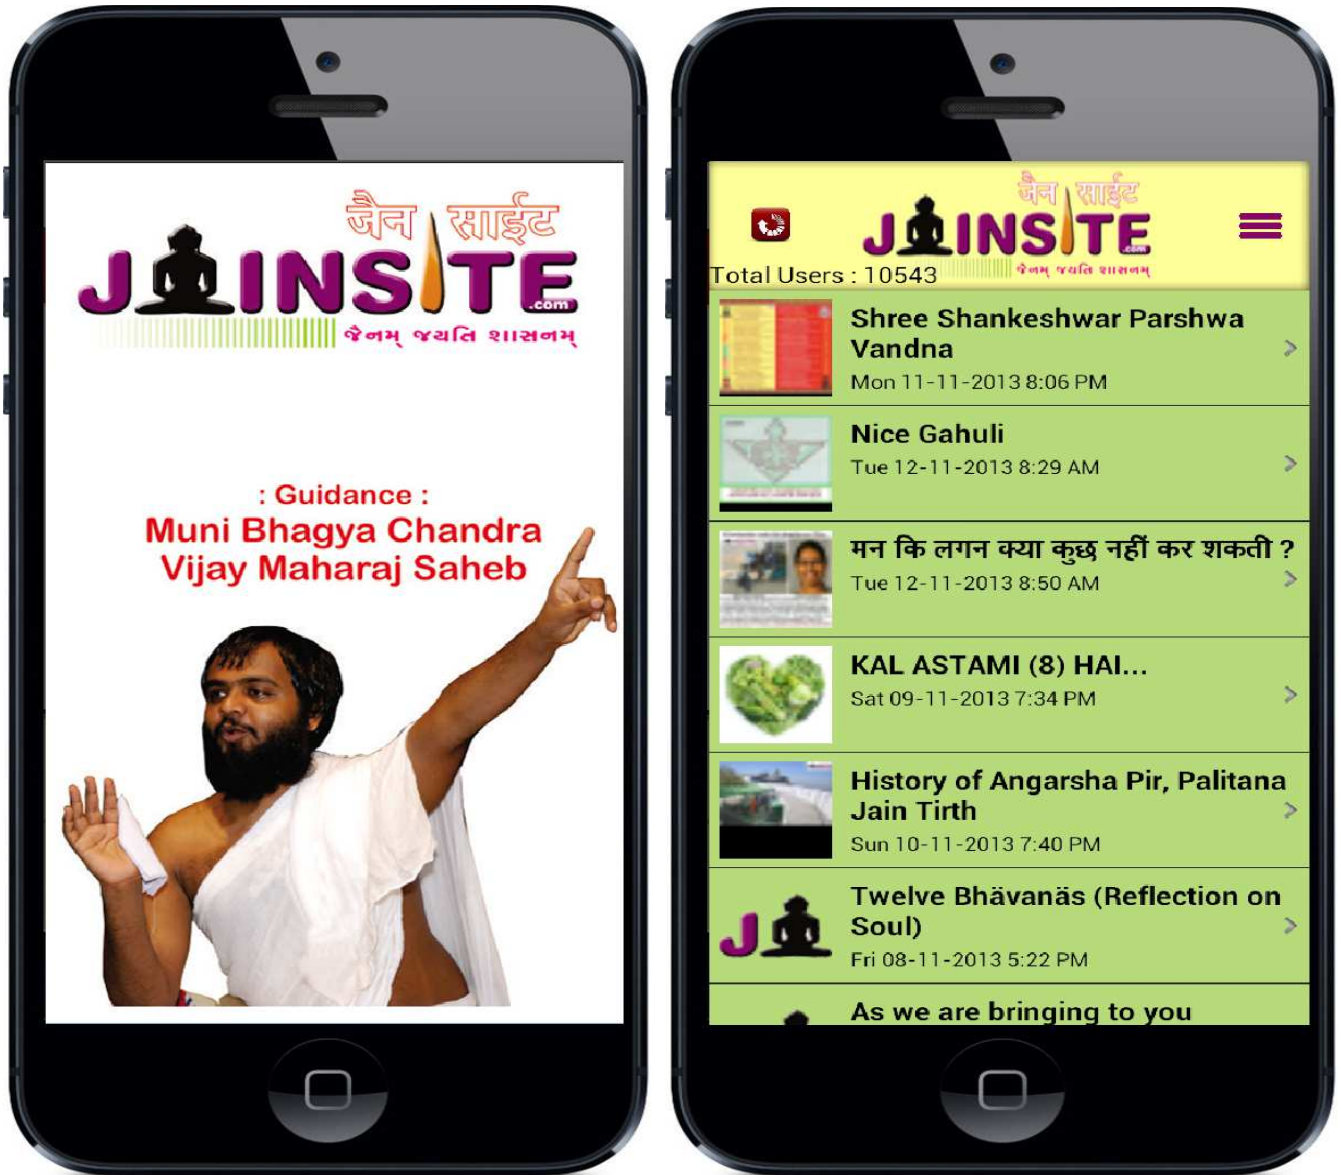 जैन साईट
JAINSITE
.com
જૈનમ્ જયતિ શાસનમ્
: Guidance :
Muni Bhagya Chandra
Vijay Maharaj Saheb
जैन साईट
JAINSITE
.com
જૈનમ્ જયતિ શાસનમ્
Total Users : 10543
Shree Shankeshwar Parshwa
Vandna
Mon 11-11-2013 8:06 PM
Nice Gahuli
Tue 12-11-2013 8:29 AM
मन कि लगन क्या कुछ नहीं कर शकती ?
Tue 12-11-2013 8:50 AM
KAL ASTAMI (8) HAI...
Sat 09-11-2013 7:34 PM
History of Angarsha Pir, Palitana
Jain Tirth
Sun 10-11-2013 7:40 PM
J
Twelve Bhävanäs (Reflection on
Soul)
Fri 08-11-2013 5:22 PM
As we are bringing to you